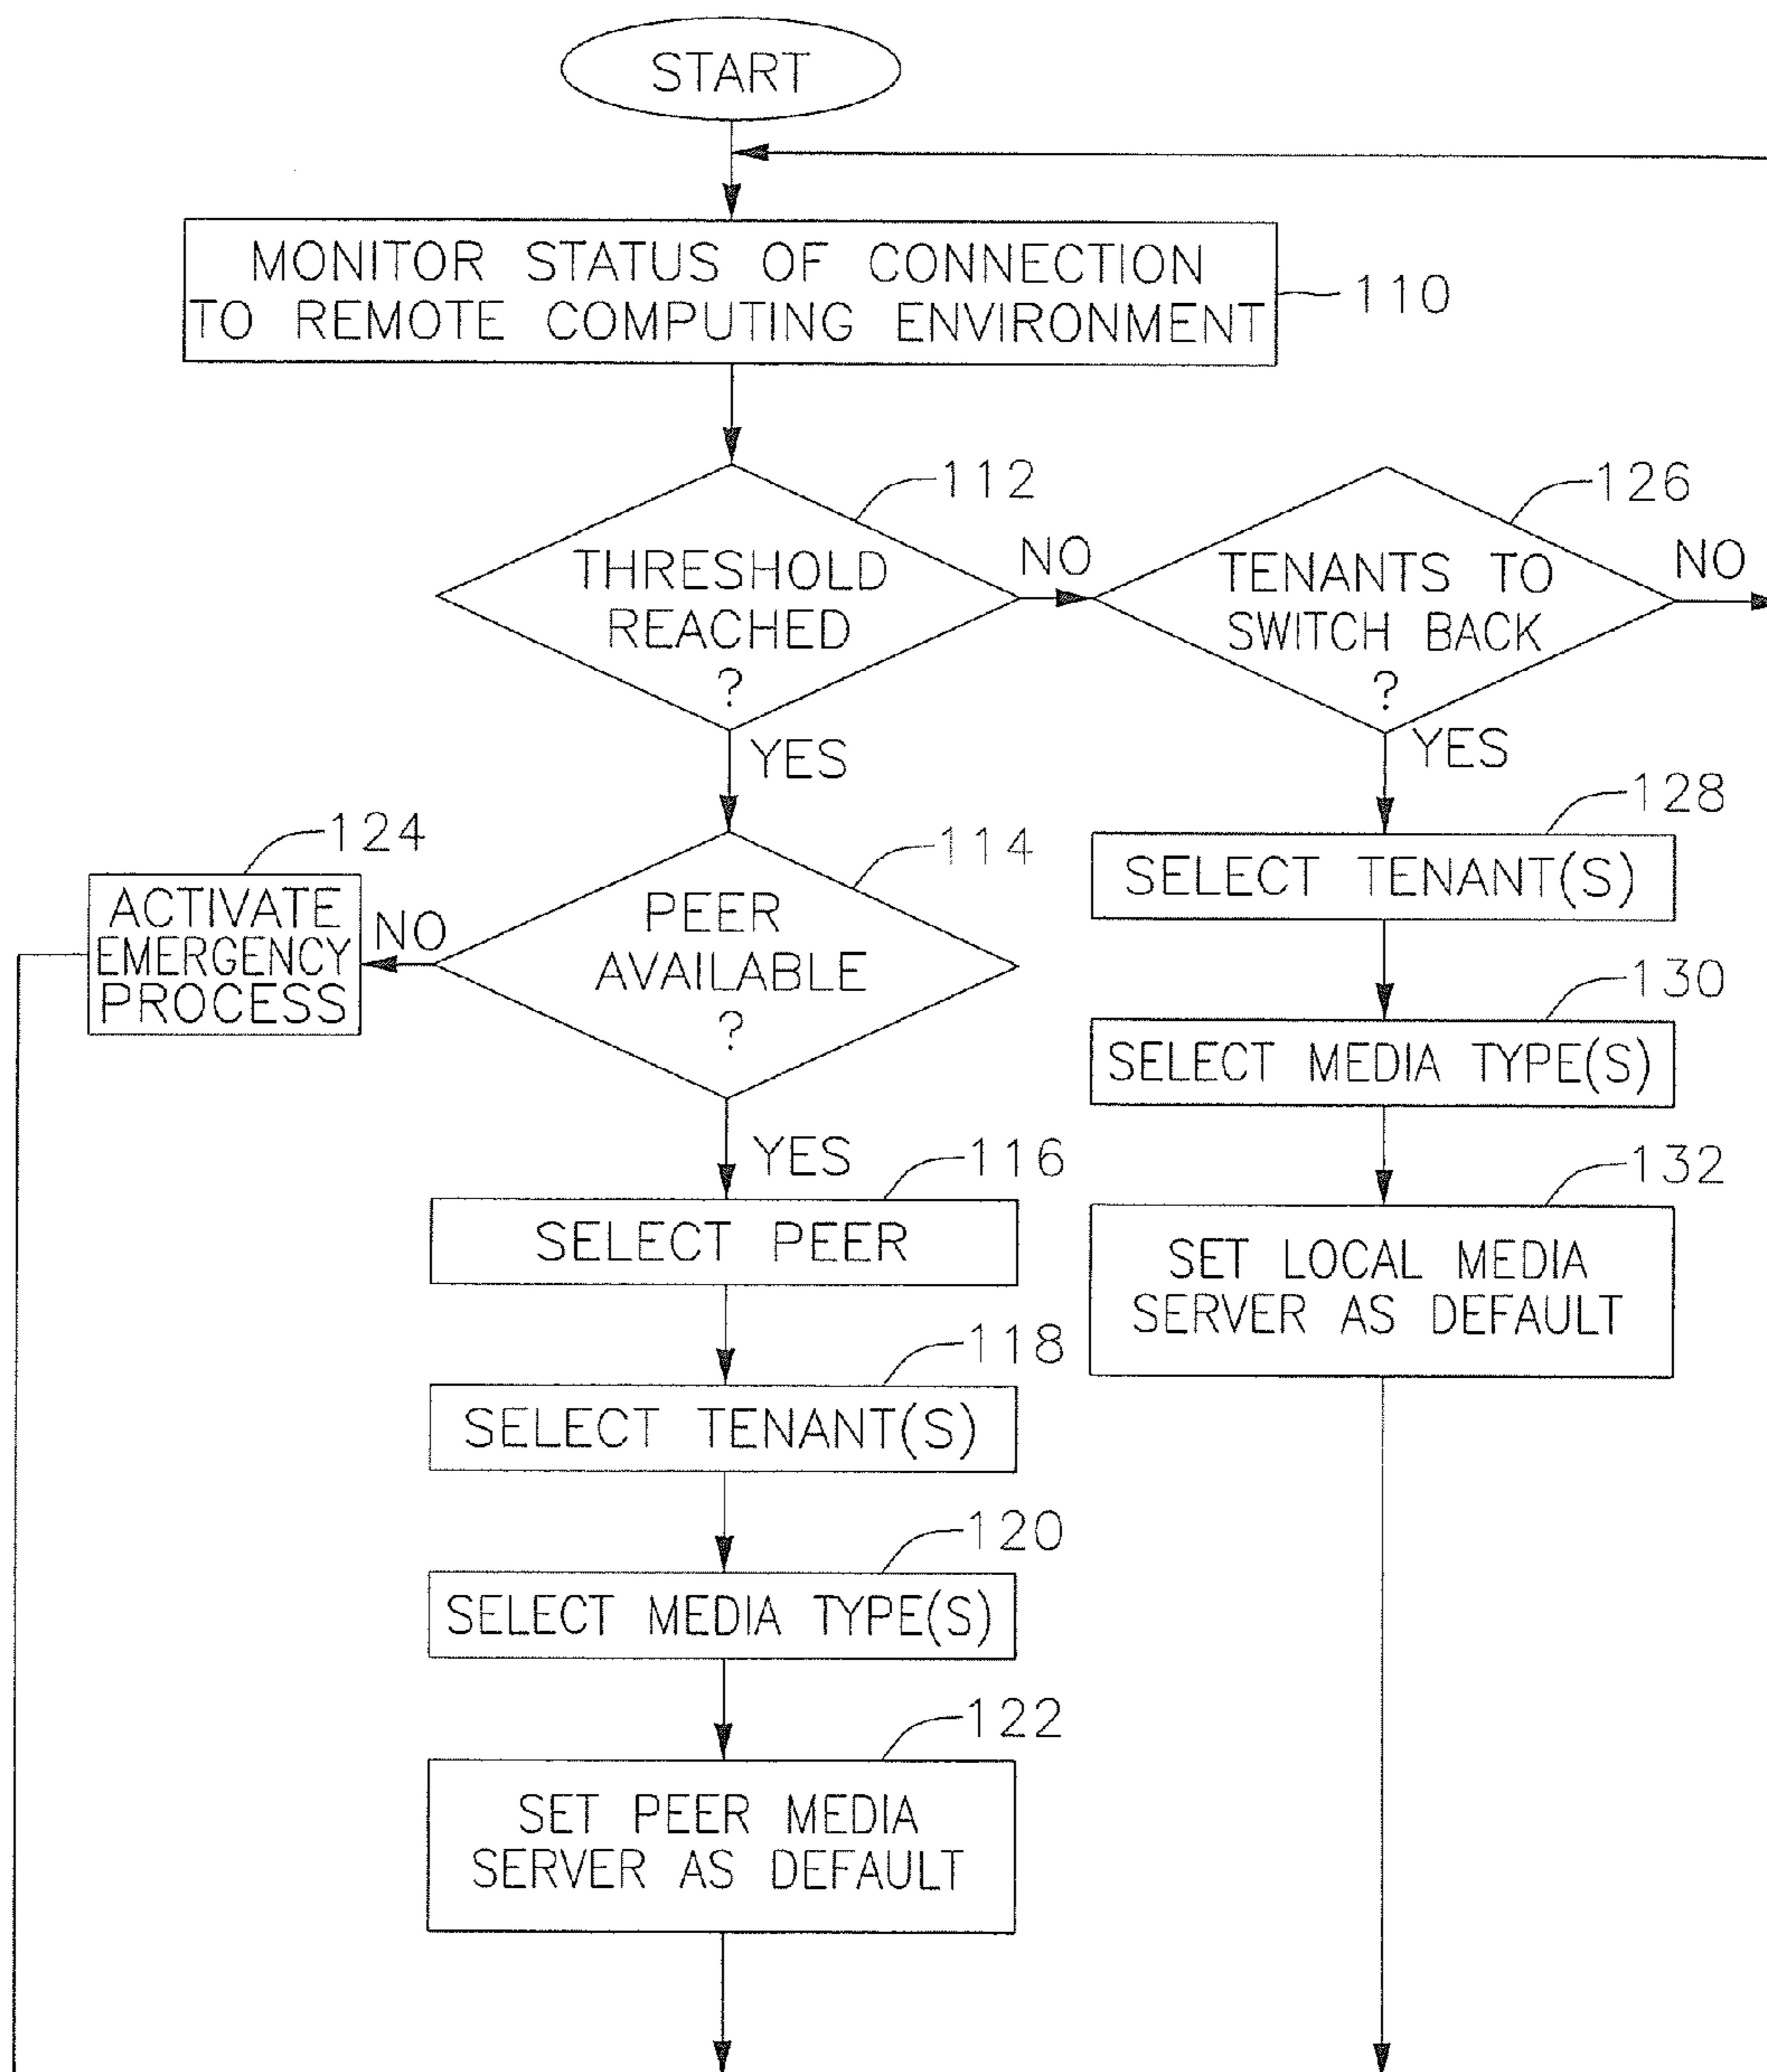 START
MONITOR STATUS OF CONNECTION
TO REMOTE COMPUTING ENVIRONMENT
110
112
THRESHOLD
REACHED
?
NO
YES
126
TENANTS TO
SWITCH BACK
?
NO
YES
124
ACTIVATE
EMERGENCY
PROCESS
NO
114
PEER
AVAILABLE
?
YES
128
SELECT TENANT(S)
130
SELECT MEDIA TYPE(S)
132
SET LOCAL MEDIA
SERVER AS DEFAULT
116
SELECT PEER
118
SELECT TENANT(S)
120
SELECT MEDIA TYPE(S)
122
SET PEER MEDIA
SERVER AS DEFAULT